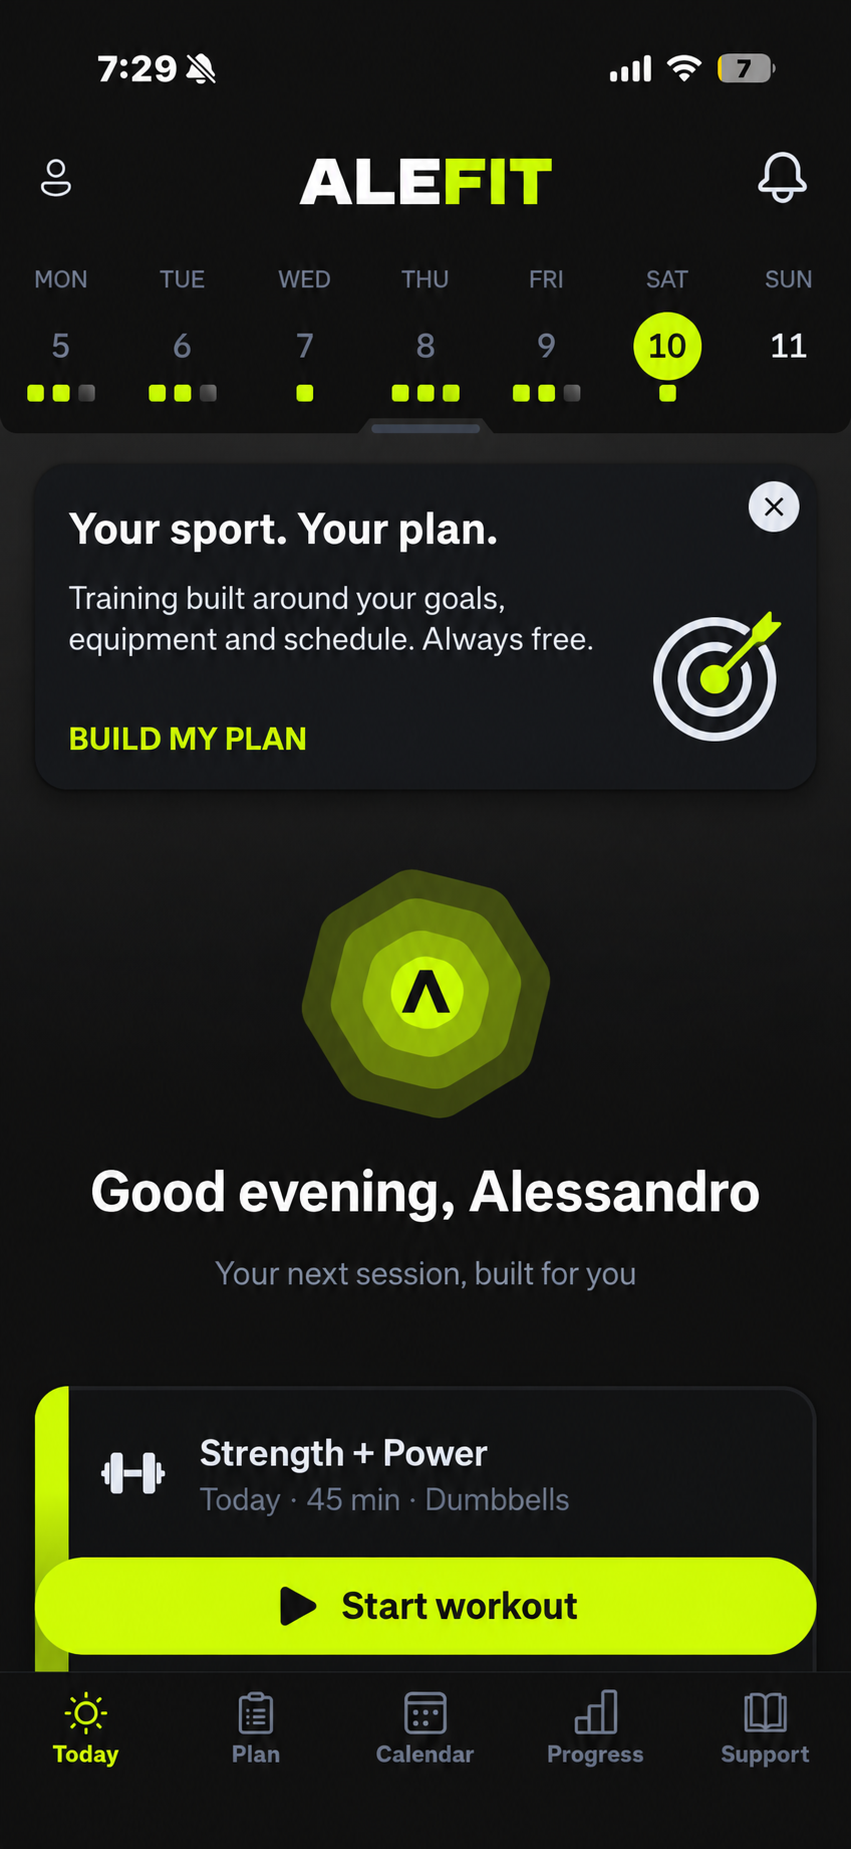 7:29
7
ALEFIT
MON TUE WED THU FRI SAT SUN
5 6 7 8 9 10 11
Your sport. Your plan.
Training built around your goals,
equipment and schedule. Always free.
BUILD MY PLAN
Good evening, Alessandro
Your next session, built for you
Strength + Power
Today · 45 min · Dumbbells
Start workout
Today Plan Calendar Progress Support